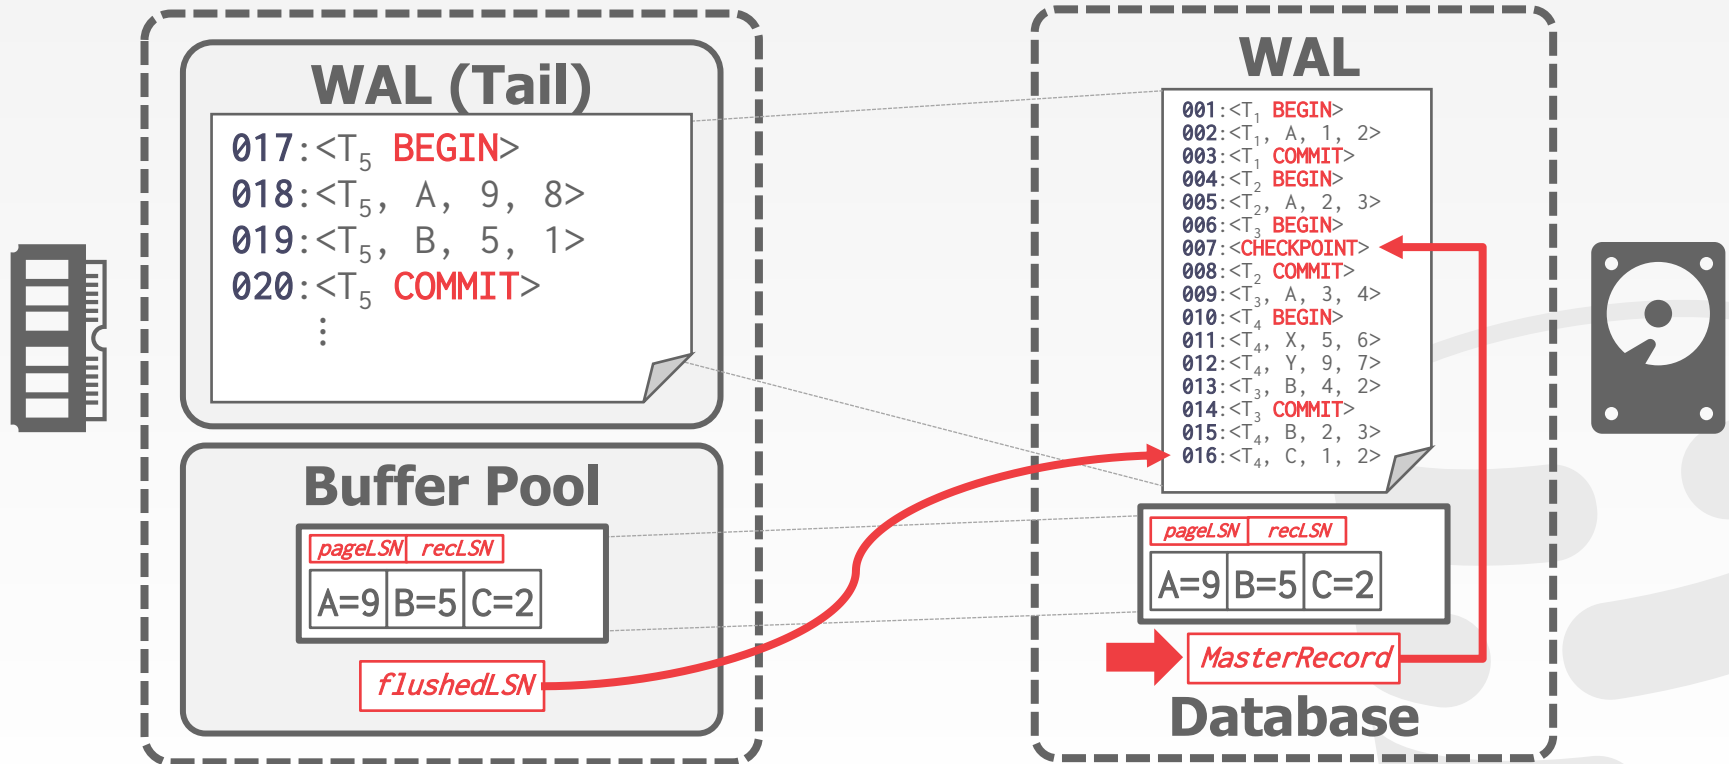 WAL (Tail)
017:<T5 BEGIN>
018:<T5, A, 9, 8>
019:<T5, B, 5, 1>
020:<T5 COMMIT>
⋮
Buffer Pool
pageLSN recLSN
A=9 B=5 C=2
flushedLSN
WAL
001:<T1 BEGIN>
002:<T1, A, 1, 2>
003:<T1 COMMIT>
004:<T2 BEGIN>
005:<T2, A, 2, 3>
006:<T3 BEGIN>
007:<CHECKPOINT>
008:<T2 COMMIT>
009:<T3, A, 3, 4>
010:<T4 BEGIN>
011:<T4, X, 5, 6>
012:<T4, Y, 9, 7>
013:<T3, B, 4, 2>
014:<T3 COMMIT>
015:<T4, B, 2, 3>
016:<T4, C, 1, 2>
pageLSN recLSN
A=9 B=5 C=2
MasterRecord
Database